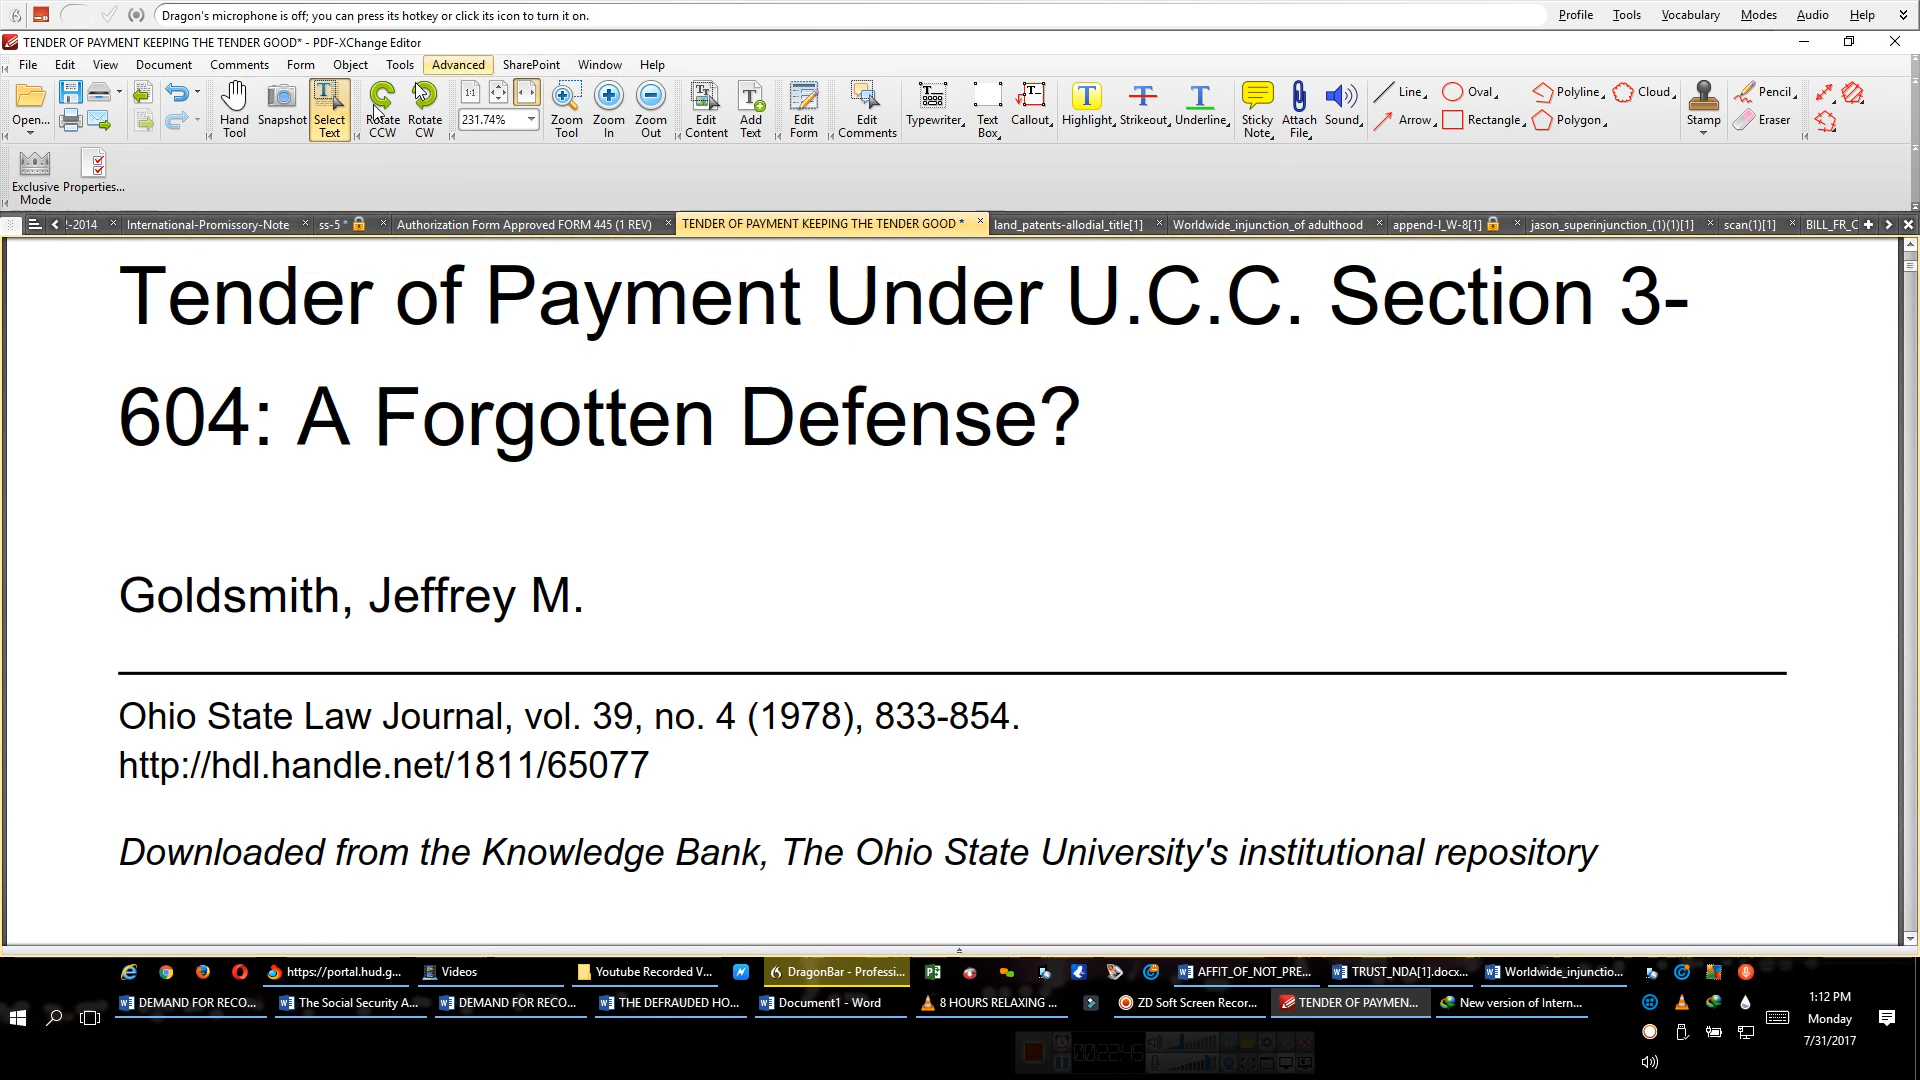 Dragon's microphone is off; you can press its hotkey or click its icon to turn it on.
Profile Tools Vocabulary Modes Audio Help
TENDER OF PAYMENT KEEPING THE TENDER GOOD* - PDF-XChange Editor
File Edit View Document Comments Form Object Tools Advanced SharePoint Window Help
Open... Hand Tool Snapshot Select Text Rotate CCW Rotate CW 1:1 231.74% Zoom Tool Zoom In Zoom Out Edit Content Add Text Edit Form Edit Comments Typewriter Text Box Callout Highlight Strikeout Underline Sticky Note Attach File Sound Line Arrow Oval Rectangle Polyline Polygon Cloud Stamp Pencil Eraser
Exclusive Mode Properties...
!-2014 International-Promissory-Note ss-5 * Authorization Form Approved FORM 445 (1 REV) TENDER OF PAYMENT KEEPING THE TENDER GOOD * land_patents-allodial_title[1] Worldwide_injunction_of adulthood append-I_W-8[1] jason_superinjunction_(1)(1)[1] scan(1)[1] BILL_FR_C
Tender of Payment Under U.C.C. Section 3-
604: A Forgotten Defense?
Goldsmith, Jeffrey M.
Ohio State Law Journal, vol. 39, no. 4 (1978), 833-854.
http://hdl.handle.net/1811/65077
Downloaded from the Knowledge Bank, The Ohio State University's institutional repository
https://portal.hud.g... Videos Youtube Recorded V... DragonBar - Professi... AFFIT_OF_NOT_PRE... TRUST_NDA[1].docx... Worldwide_injunctio...
DEMAND FOR RECO... The Social Security A... DEMAND FOR RECO... THE DEFRAUDED HO... Document1 - Word 8 HOURS RELAXING ... ZD Soft Screen Recor... TENDER OF PAYMEN... New version of Intern...
1:12 PM
Monday
7/31/2017